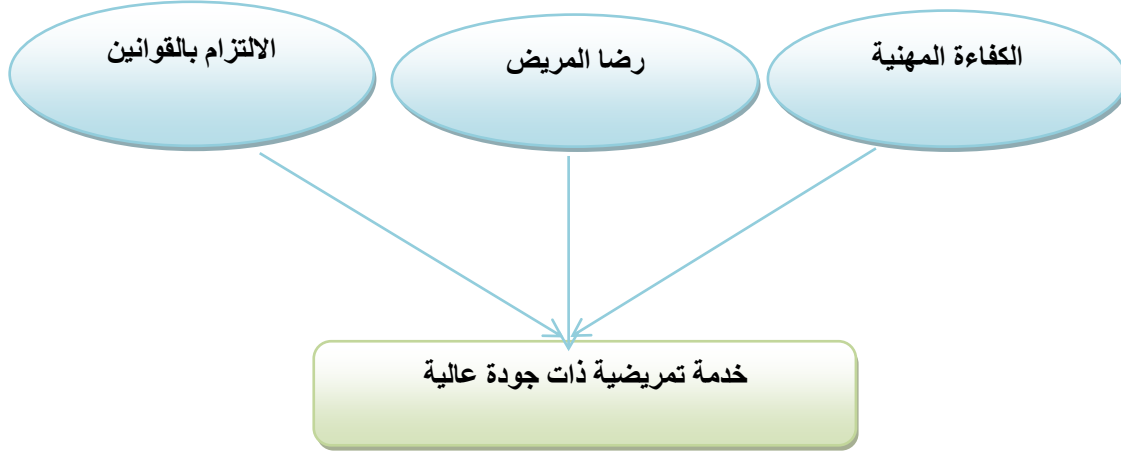 الكفاءة المهنية
رضا المريض
الالتزام بالقوانين
خدمة تمريضية ذات جودة عالية